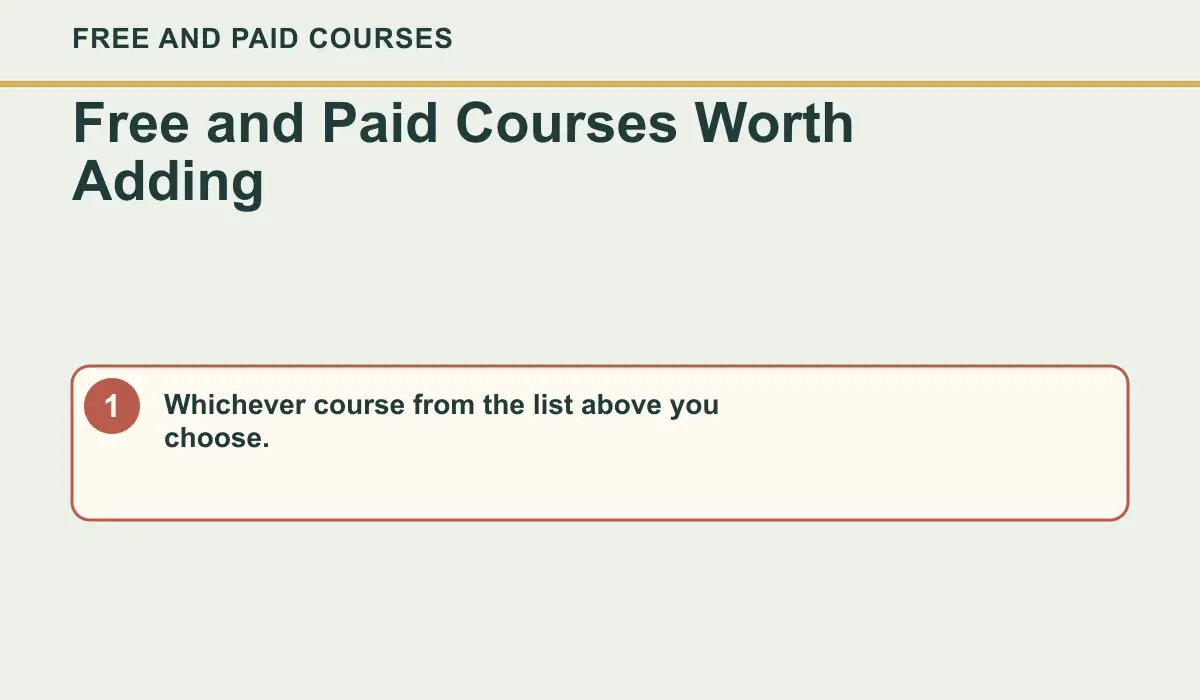 FREE AND PAID COURSES
Free and Paid Courses Worth
Adding
1
Whichever course from the list above you
choose.